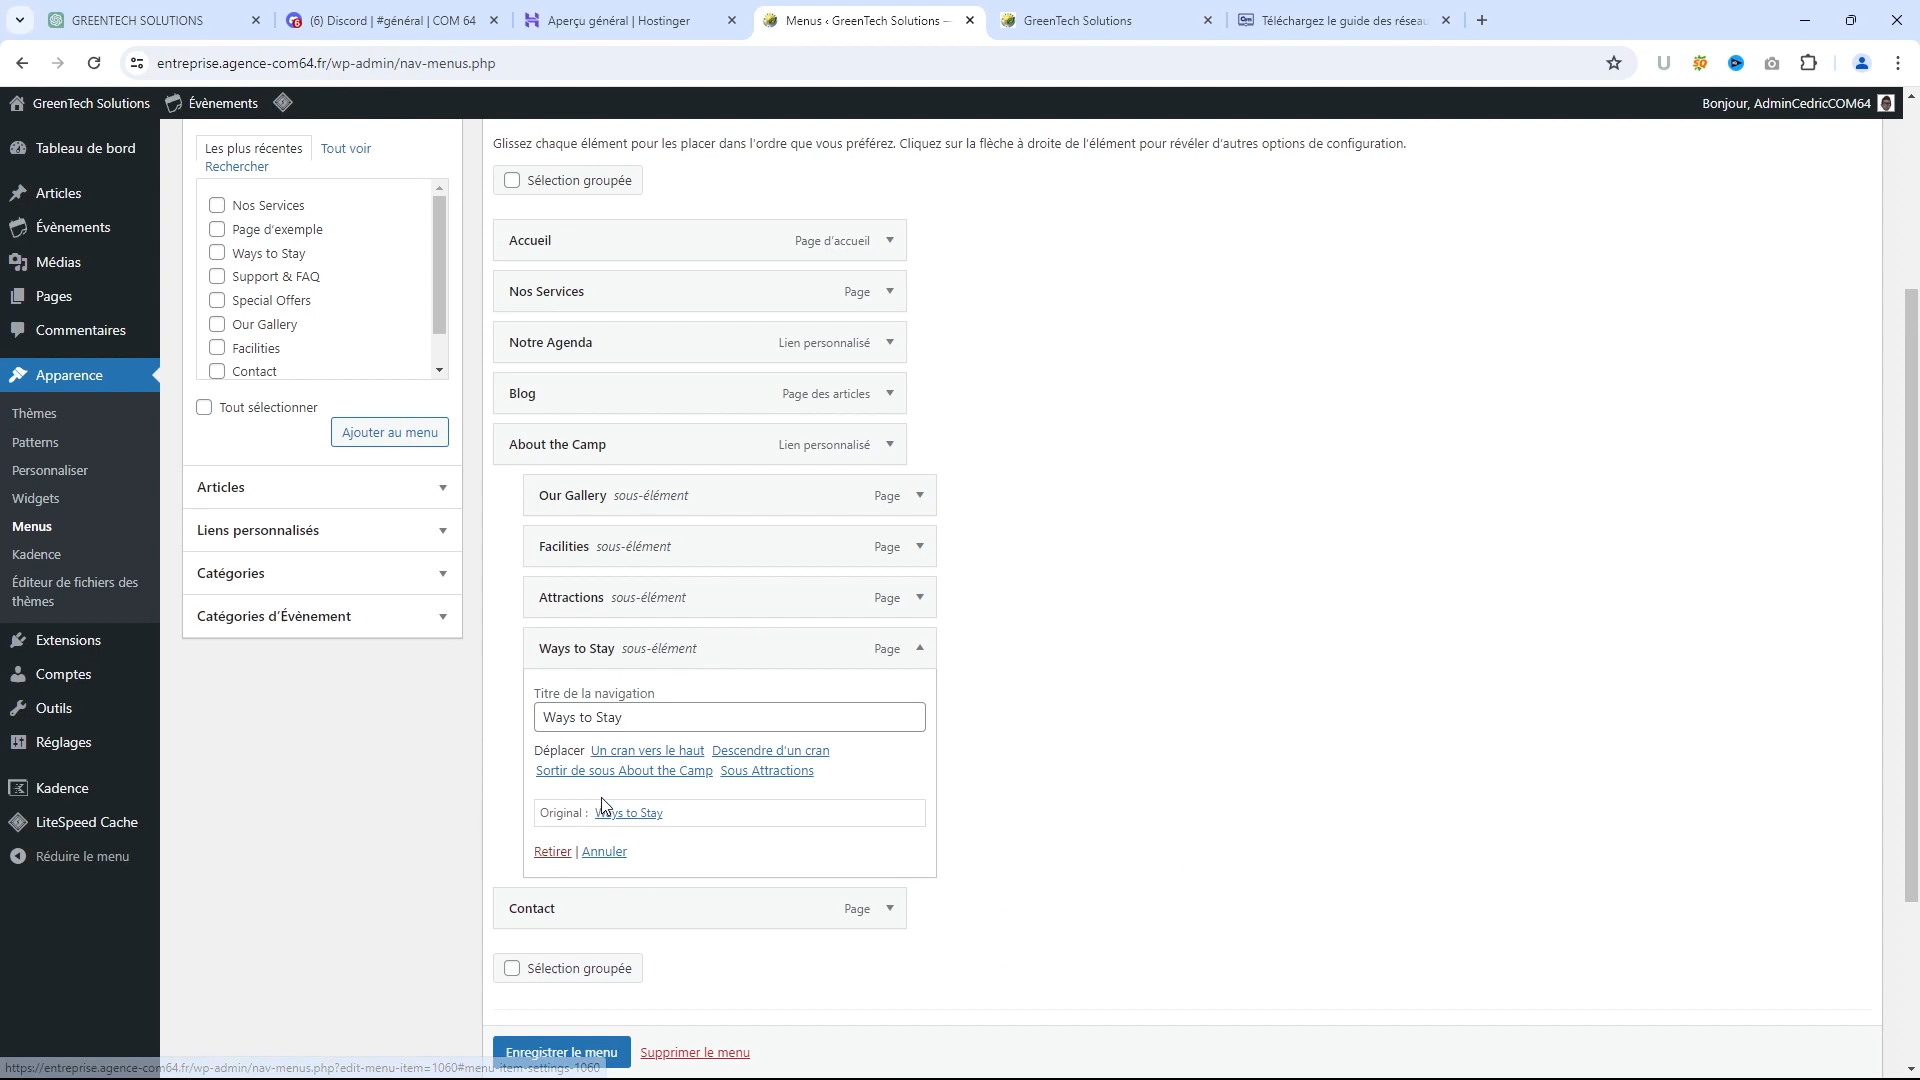 GREENTECH SOLUTIONS
(6) Discord | #général | COM 64
Aperçu général | Hostinger
Menus ‹ GreenTech Solutions —
GreenTech Solutions
Téléchargez le guide des réseau
entreprise.agence-com64.fr/wp-admin/nav-menus.php
GreenTech Solutions
Évènements
Bonjour, AdminCedricCOM64
Tableau de bord
Articles
Évènements
Médias
Pages
Commentaires
Apparence
Thèmes
Patterns
Personnaliser
Widgets
Menus
Kadence
Éditeur de fichiers des
thèmes
Extensions
Comptes
Outils
Réglages
Kadence
LiteSpeed Cache
Réduire le menu
Les plus récentes
Tout voir
Rechercher
Nos Services
Page d’exemple
Ways to Stay
Support & FAQ
Special Offers
Our Gallery
Facilities
Contact
Tout sélectionner
Ajouter au menu
Articles
Liens personnalisés
Catégories
Catégories d’Évènement
Glissez chaque élément pour les placer dans l’ordre que vous préférez. Cliquez sur la flèche à droite de l’élément pour révéler d’autres options de configuration.
Sélection groupée
Accueil Page d’accueil
Nos Services Page
Notre Agenda Lien personnalisé
Blog Page des articles
About the Camp Lien personnalisé
Our Gallery sous-élément Page
Facilities sous-élément Page
Attractions sous-élément Page
Ways to Stay sous-élément Page
Titre de la navigation
Ways to Stay
Déplacer Un cran vers le haut Descendre d’un cran
Sortir de sous About the Camp Sous Attractions
Original : Ways to Stay
Retirer | Annuler
Contact Page
Sélection groupée
Enregistrer le menu
Supprimer le menu
https://entreprise.agence-com64.fr/wp-admin/nav-menus.php?edit-menu-item=1060#menu-item-settings-1060